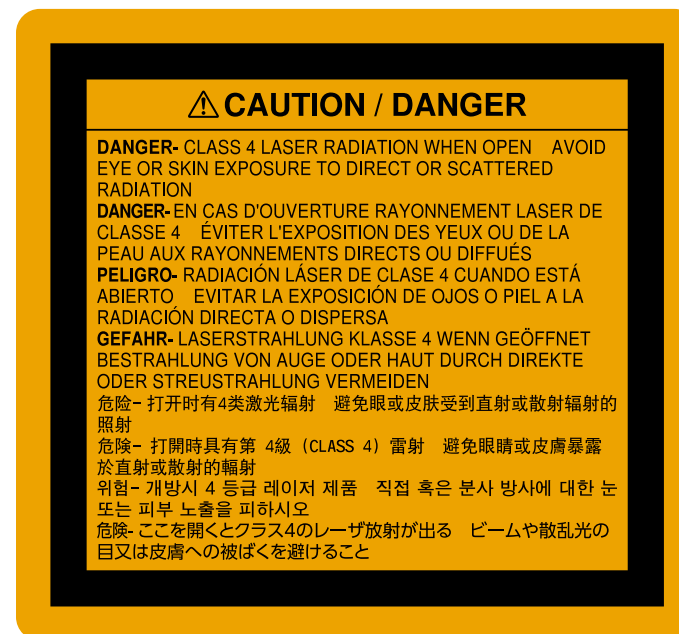 ⚠ CAUTION / DANGER
DANGER- CLASS 4 LASER RADIATION WHEN OPEN AVOID
EYE OR SKIN EXPOSURE TO DIRECT OR SCATTERED
RADIATION
DANGER- EN CAS D'OUVERTURE RAYONNEMENT LASER DE
CLASSE 4 ÉVITER L'EXPOSITION DES YEUX OU DE LA
PEAU AUX RAYONNEMENTS DIRECTS OU DIFFUÉS
PELIGRO- RADIACIÓN LÁSER DE CLASE 4 CUANDO ESTÁ
ABIERTO EVITAR LA EXPOSICIÓN DE OJOS O PIEL A LA
RADIACIÓN DIRECTA O DISPERSA
GEFAHR- LASERSTRAHLUNG KLASSE 4 WENN GEÖFFNET
BESTRAHLUNG VON AUGE ODER HAUT DURCH DIREKTE
ODER STREUSTRAHLUNG VERMEIDEN
危险- 打开时有4类激光辐射 避免眼或皮肤受到直射或散射辐射的
照射
危険- 打開時具有第 4級 (CLASS 4) 雷射 避免眼睛或皮膚暴露
於直射或散射的輻射
위험- 개방시 4 등급 레이저 제품 직접 혹은 분사 방사에 대한 눈
또는 피부 노출을 피하시오
危険- ここを開くとクラス4のレーザ放射が出る ビームや散乱光の
目又は皮膚への被ばくを避けること